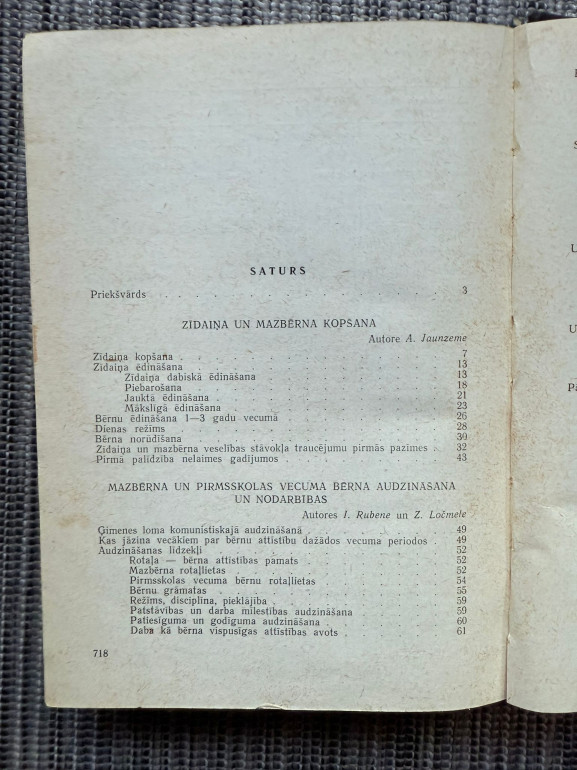 SATURS
Priekšvārds . . . . . . . . . . . . . . . 3
ZĪDAIŅA UN MAZBĒRNA KOPŠANA
Autore A. Jaunzeme
Zīdaiņa kopšana . . . . . . . . . . . . . . 7
Zīdaiņa ēdināšana . . . . . . . . . . . . . 13
Zīdaiņa dabiskā ēdināšana . . . . . . . . . 13
Piebarošana . . . . . . . . . . . . 18
Jauktā ēdināšana . . . . . . . . . . . 21
Mākslīgā ēdināšana . . . . . . . . . . 23
Bērnu ēdināšana 1—3 gadu vecumā . . . . . . . . 26
Dienas režīms . . . . . . . . . . . . . . 28
Bērna norūdīšana . . . . . . . . . . . . . 30
Zīdaiņa un mazbērna veselības stāvokļa traucējumu pirmās pazīmes . 32
Pirmā palīdzība nelaimes gadījumos . . . . . . . . 43
MAZBĒRNA UN PIRMSSKOLAS VECUMA BĒRNA AUDZINĀŠANA
UN NODARBĪBAS
Autores I. Rubene un Z. Ločmele
Ģimenes loma komunistiskajā audzināšanā . . . . . . 49
Kas jāzina vecākiem par bērnu attīstību dažādos vecuma periodos . 49
Audzināšanas līdzekļi . . . . . . . . . . . . 52
Rotaļa — bērna attīstības pamats . . . . . . . 52
Mazbērna rotaļlietas . . . . . . . . . . 52
Pirmsskolas vecuma bērnu rotaļlietas . . . . . . 54
Bērnu grāmatas . . . . . . . . . . . 55
Režīms, disciplīna, pieklājība . . . . . . . . 59
Patstāvības un darba mīlestības audzināšana . . . . 59
Patiesīguma un godīguma audzināšana . . . . . . 60
Daba kā bērna vispusīgas attīstības avots . . . . . 61
718